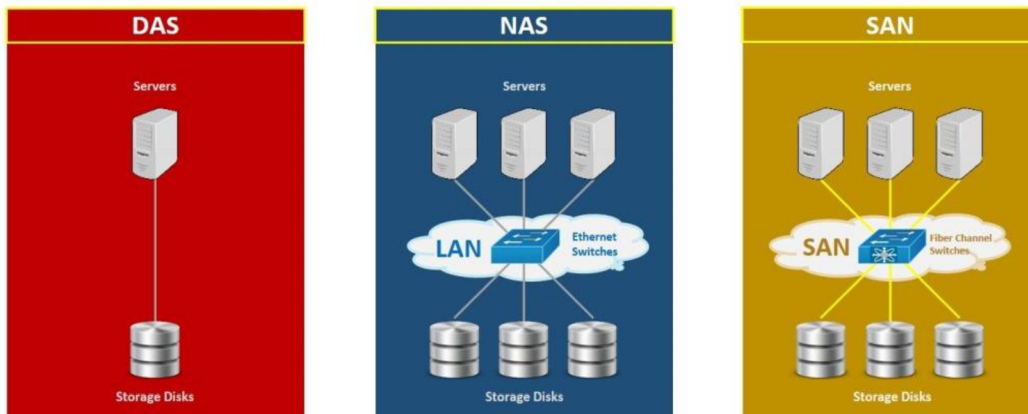 DAS
Servers
Storage Disks
NAS
Servers
LAN
Ethernet
Switches
Storage Disks
SAN
Servers
SAN
Fiber Channel
Switches
Storage Disks